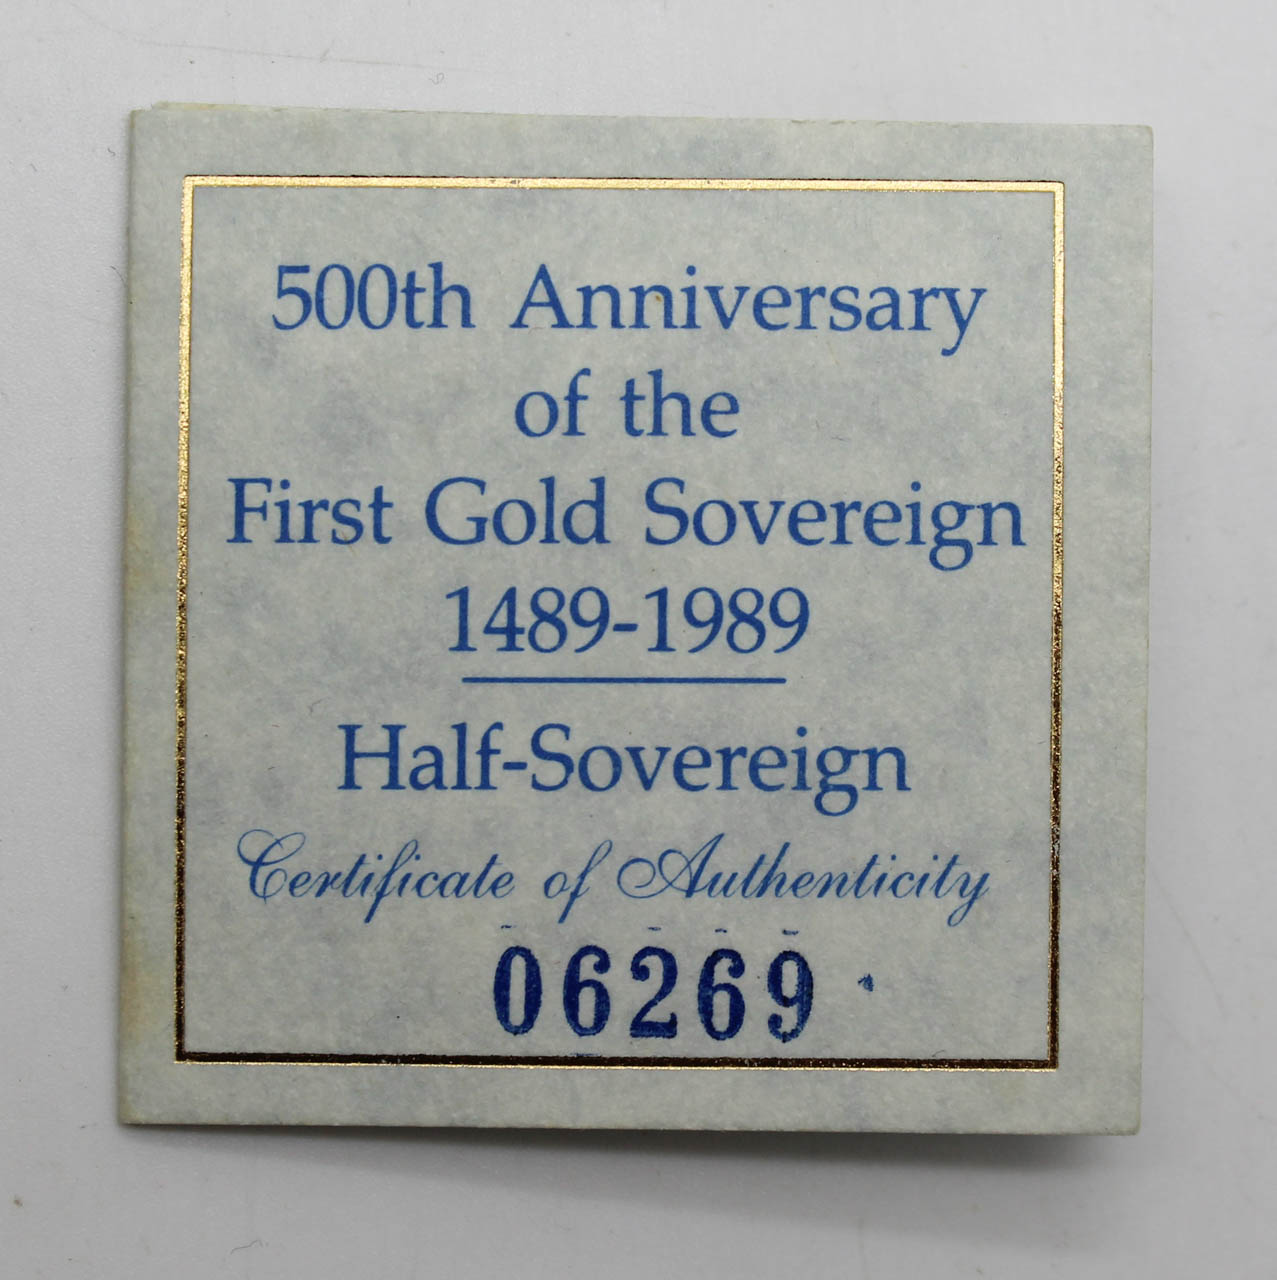 500th Anniversary
of the
First Gold Sovereign
1489-1989
Half-Sovereign
Certificate of Authenticity
06269